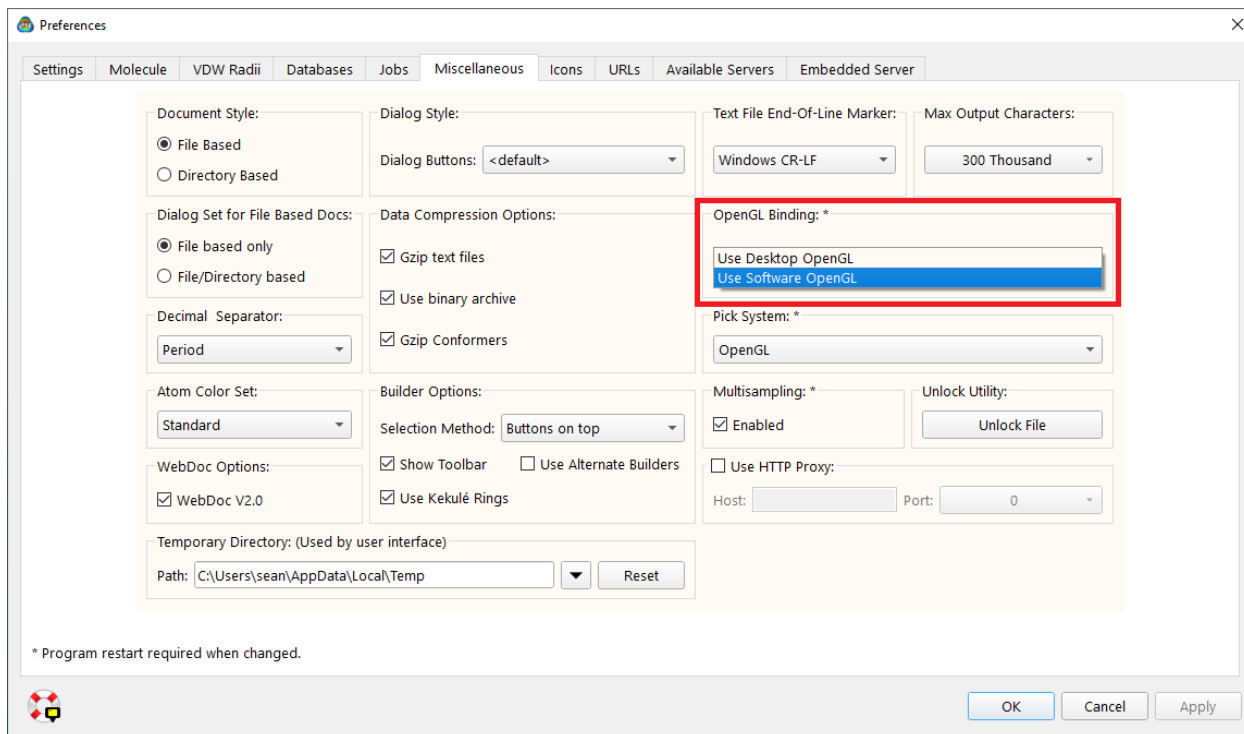 Preferences
Settings Molecule VDW Radii Databases Jobs Miscellaneous Icons URLs Available Servers Embedded Server
Document Style:
File Based
Directory Based
Dialog Style:
Dialog Buttons: <default>
Text File End-Of-Line Marker:
Windows CR-LF
Max Output Characters:
300 Thousand
Dialog Set for File Based Docs:
File based only
File/Directory based
Data Compression Options:
Gzip text files
Use binary archive
Gzip Conformers
OpenGL Binding: *
Use Desktop OpenGL
Use Software OpenGL
Decimal Separator:
Period
Pick System: *
OpenGL
Atom Color Set:
Standard
Builder Options:
Selection Method: Buttons on top
Show Toolbar Use Alternate Builders
Use Kekulé Rings
Multisampling: *
Enabled
Unlock Utility:
Unlock File
WebDoc Options:
WebDoc V2.0
Use HTTP Proxy:
Host: Port: 0
Temporary Directory: (Used by user interface)
Path: C:\Users\sean\AppData\Local\Temp Reset
* Program restart required when changed.
OK Cancel Apply